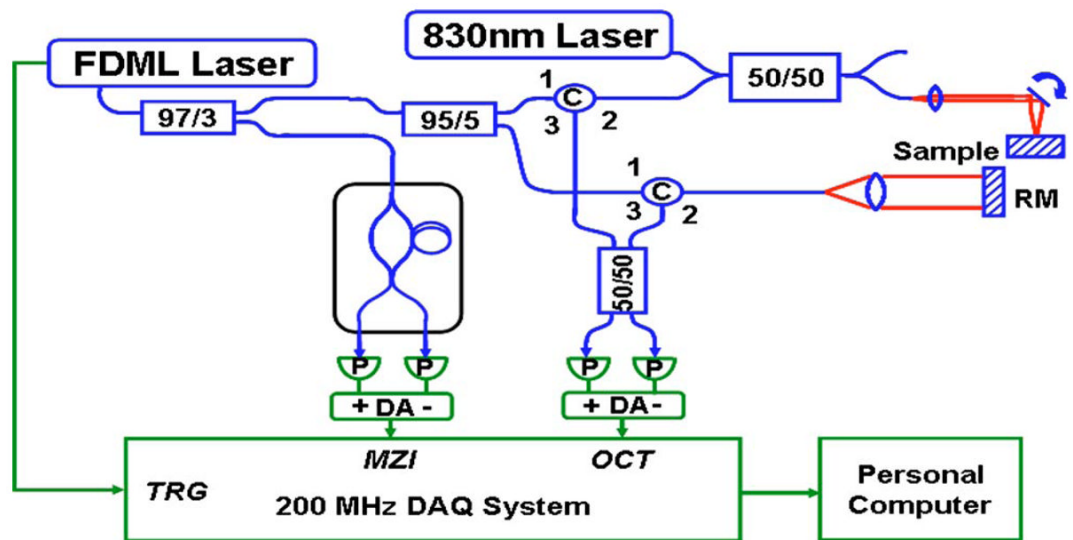 830nm Laser
FDML Laser
50/50
97/3
95/5
1
C
3
2
Sample
1
C
3
2
RM
50/50
P
P
P
P
+ DA -
+ DA -
MZI
OCT
TRG
200 MHz DAQ System
Personal
Computer